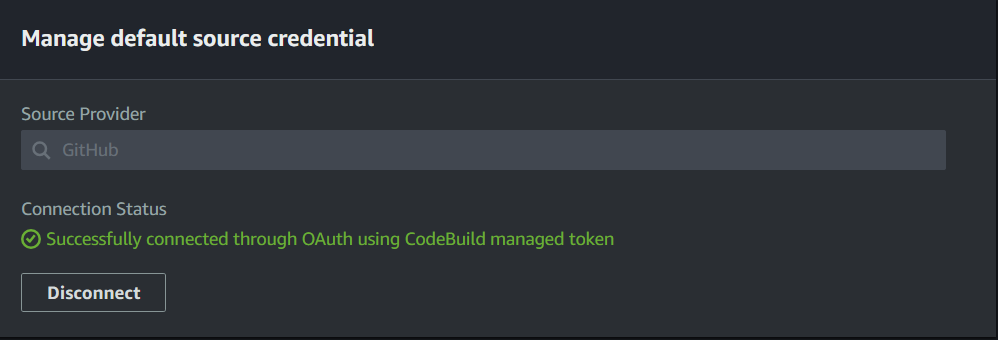 Manage default source credential
Source Provider
GitHub
Connection Status
Successfully connected through OAuth using CodeBuild managed token
Disconnect